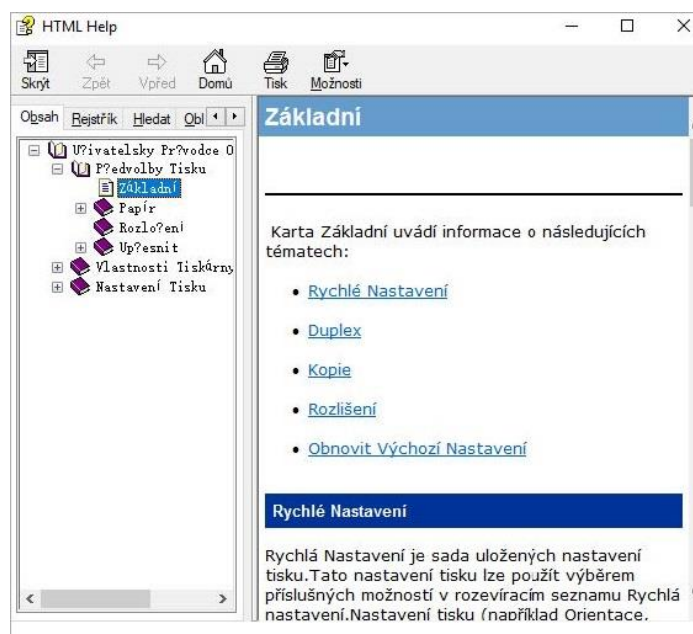 HTML Help
Skrýt Zpět Vpřed Domů Tisk Možnosti
Obsah Rejstřík Hledat Obl
U?ivatelsky Pr?vodce O
P?edvolby Tisku
Základní
Papír
Rozlo?ení
Up?esnit
Vlastnosti Tiskárny
Nastavení Tisku
Základní
Karta Základní uvádí informace o následujících
tématech:
• Rychlé Nastavení
• Duplex
• Kopie
• Rozlišení
• Obnovit Výchozí Nastavení
Rychlé Nastavení
Rychlá Nastavení je sada uložených nastavení
tisku.Tato nastavení tisku lze použít výběrem
příslušných možností v rozevíracím seznamu Rychlá
nastavení.Nastavení tisku (například Orientace,